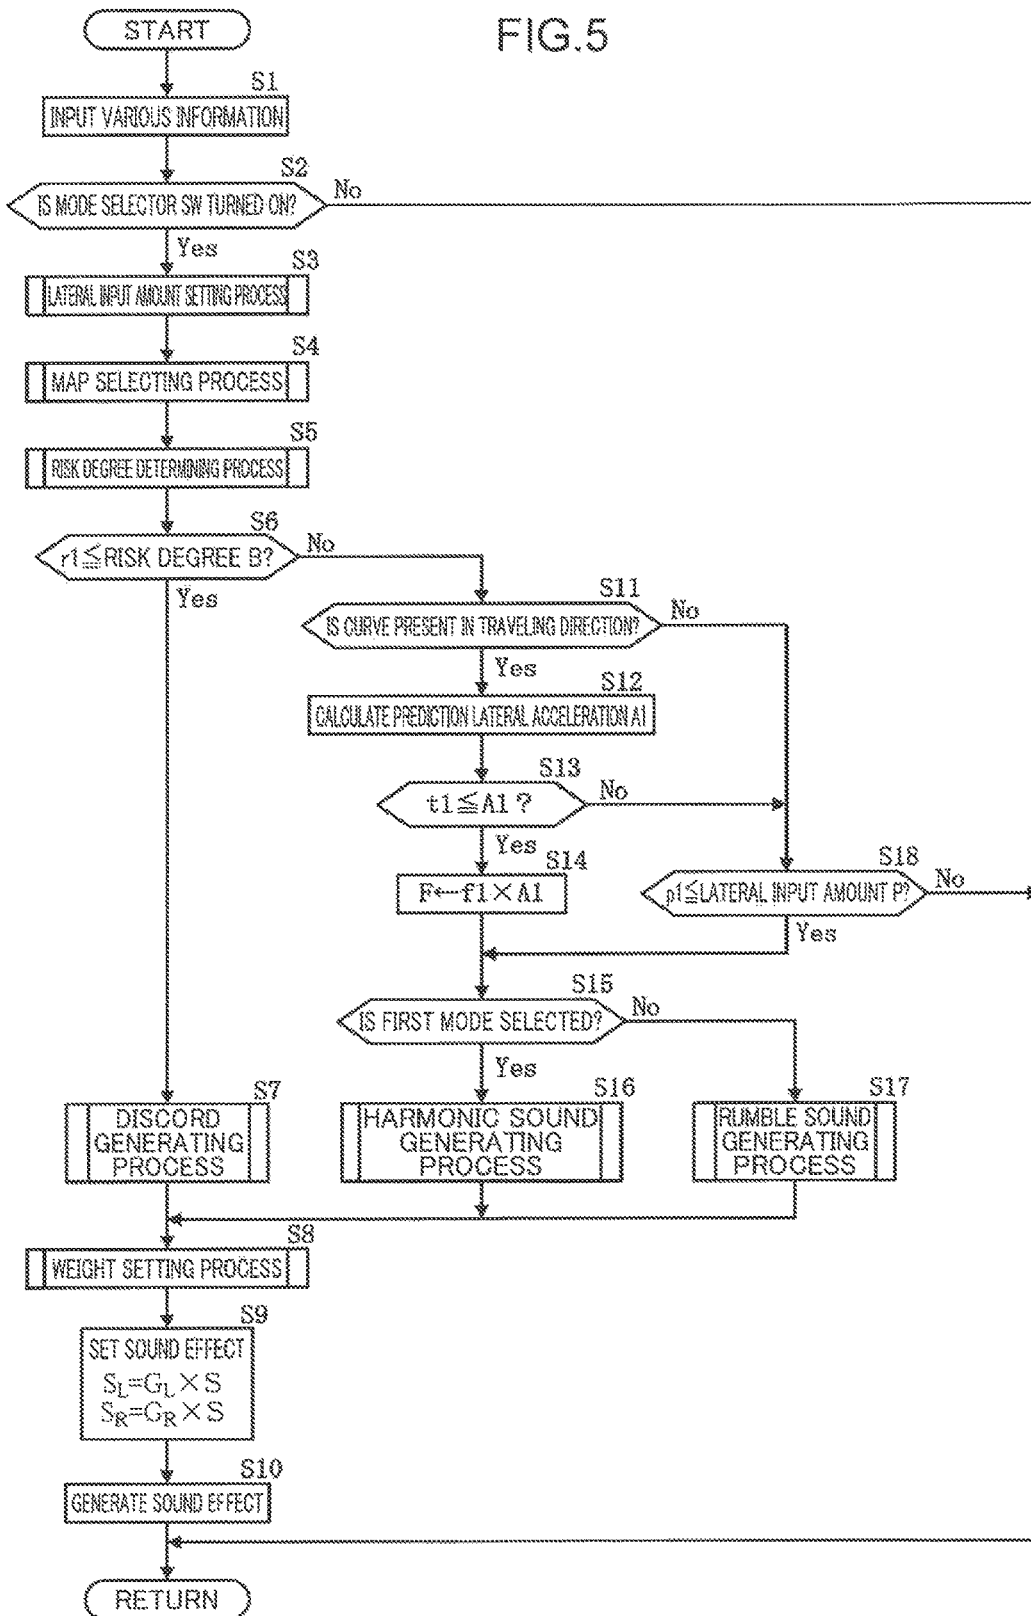 FIG.5
START
S1
INPUT VARIOUS INFORMATION
S2
IS MODE SELECTOR SW TURNED ON?
No
Yes
S3
LATERAL INPUT AMOUNT SETTING PROCESS
S4
MAP SELECTING PROCESS
S5
RISK DEGREE DETERMINING PROCESS
S6
r1≦RISK DEGREE B?
No
Yes
S11
IS CURVE PRESENT IN TRAVELING DIRECTION?
No
Yes
S12
CALCULATE PREDICTION LATERAL ACCELERATION A1
S13
t1≦A1?
No
Yes
S14
F←f1×A1
S18
p1≦LATERAL INPUT AMOUNT P?
No
Yes
S15
IS FIRST MODE SELECTED?
No
Yes
S7
DISCORD
GENERATING
PROCESS
S16
HARMONIC SOUND
GENERATING
PROCESS
S17
RUMBLE SOUND
GENERATING
PROCESS
S8
WEIGHT SETTING PROCESS
S9
SET SOUND EFFECT
S_L=G_L×S
S_R=G_R×S
S10
GENERATE SOUND EFFECT
RETURN